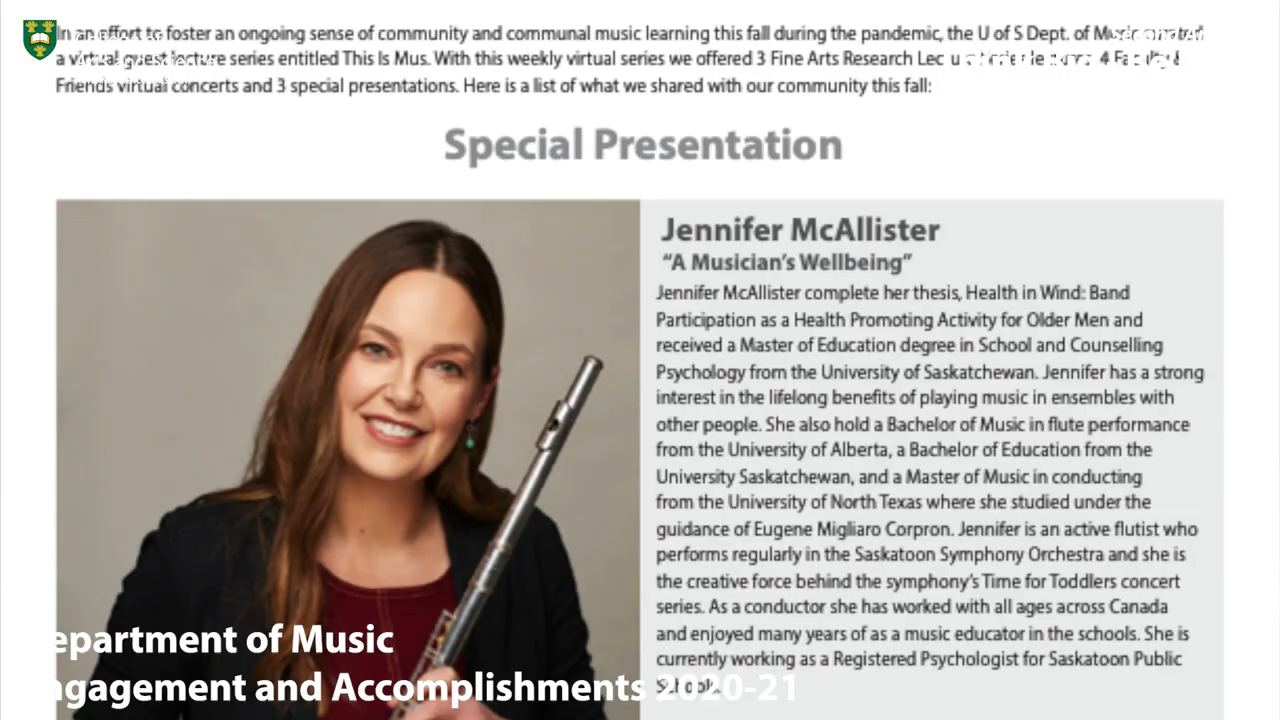 In an effort to foster an ongoing sense of community and communal music learning this fall during the pandemic, the U of S Dept. of Music
a virtual guest lecture series entitled This Is Mus. With this weekly virtual series we offered 3 Fine Arts Research 4 Faculty &
Friends virtual concerts and 3 special presentations. Here is a list of what we shared with our community this fall:
Special Presentation
Jennifer McAllister
“A Musician’s Wellbeing”
Jennifer McAllister complete her thesis, Health in Wind: Band
Participation as a Health Promoting Activity for Older Men and
received a Master of Education degree in School and Counselling
Psychology from the University of Saskatchewan. Jennifer has a strong
interest in the lifelong benefits of playing music in ensembles with
other people. She also hold a Bachelor of Music in flute performance
from the University of Alberta, a Bachelor of Education from the
University Saskatchewan, and a Master of Music in conducting
from the University of North Texas where she studied under the
guidance of Eugene Migliaro Corpron. Jennifer is an active flutist who
performs regularly in the Saskatoon Symphony Orchestra and she is
the creative force behind the symphony’s Time for Toddlers concert
series. As a conductor she has worked with all ages across Canada
and enjoyed many years of as a music educator in the schools. She is
currently working as a Registered Psychologist for Saskatoon Public
Schools.
epartment of Music
ngagement and Accomplishments 2020-21